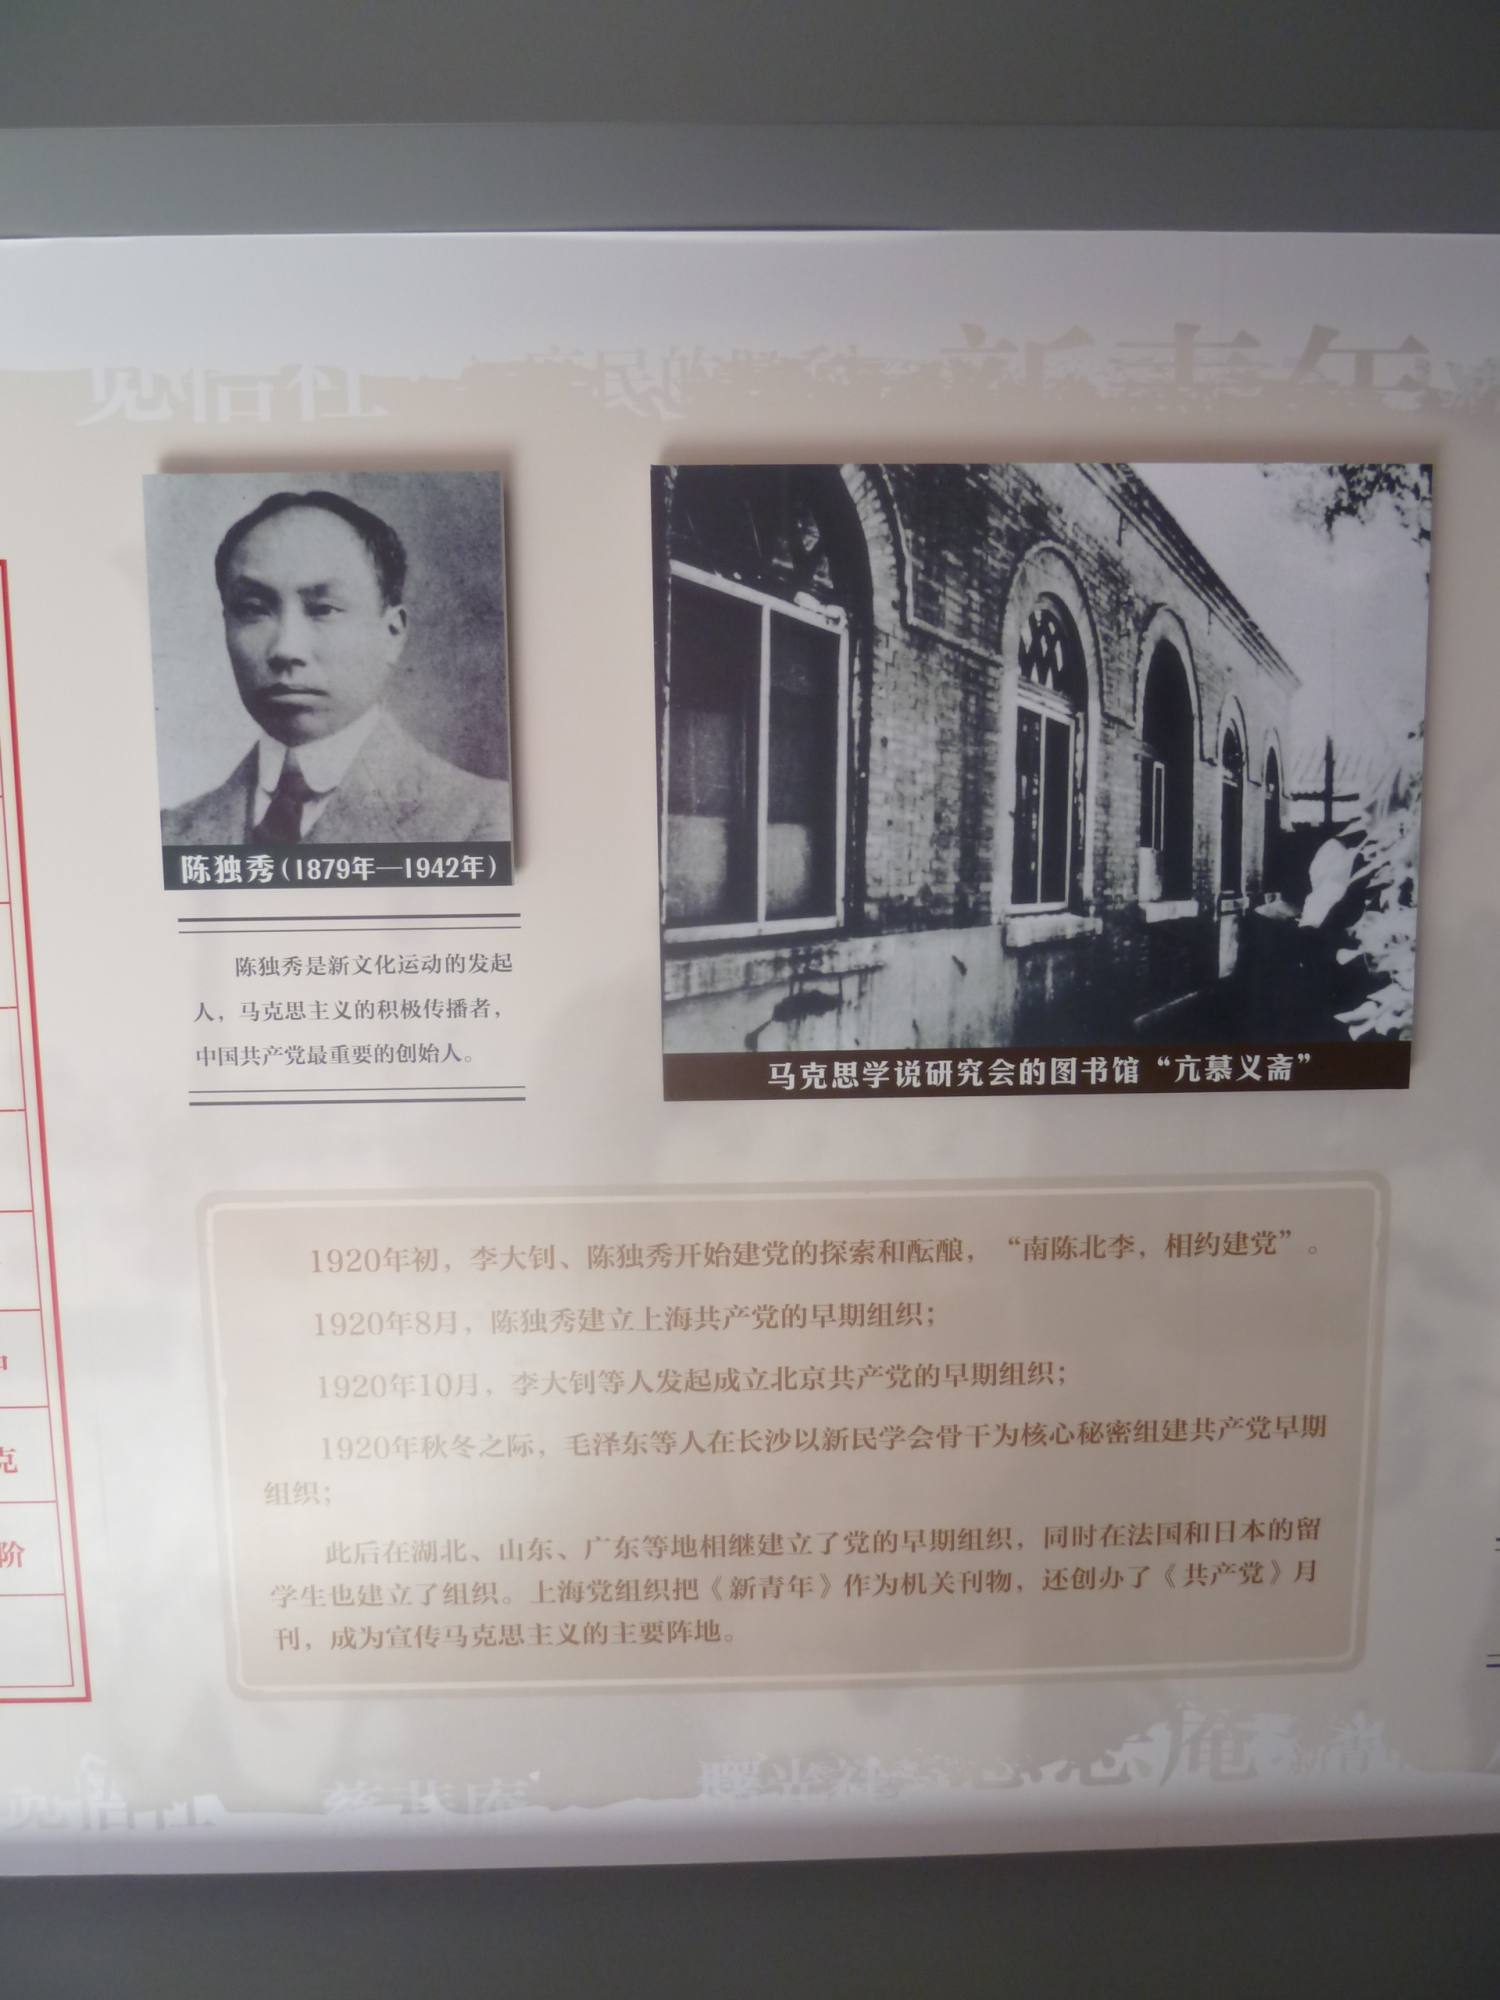 新青年
陈独秀(1879年—1942年)
陈独秀是新文化运动的发起
人，马克思主义的积极传播者，
中国共产党最重要的创始人。
马克思学说研究会的图书馆“亢慕义斋”
1920年初，李大钊、陈独秀开始建党的探索和酝酿，“南陈北李，相约建党”。
1920年8月，陈独秀建立上海共产党的早期组织；
1920年10月，李大钊等人发起成立北京共产党的早期组织；
1920年秋冬之际，毛泽东等人在长沙以新民学会骨干为核心秘密组建共产党早期
组织；
此后在湖北、山东、广东等地相继建立了党的早期组织，同时在法国和日本的留
学生也建立了组织。上海党组织把《新青年》作为机关刊物，还创办了《共产党》月
刊，成为宣传马克思主义的主要阵地。
克
阶
曙光社